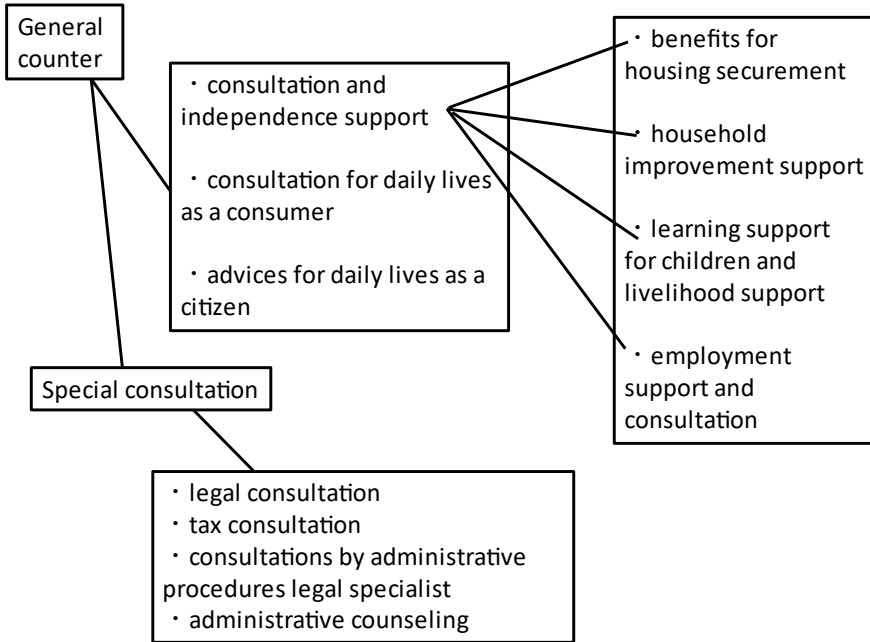 General
counter
・consultation and
independence support
・consultation for daily lives
as a consumer
・advices for daily lives as a
citizen
・benefits for
housing securement
・household
improvement support
・learning support
for children and
livelihood support
・employment
support and
consultation
Special consultation
・legal consultation
・tax consultation
・consultations by administrative
procedures legal specialist
・administrative counseling